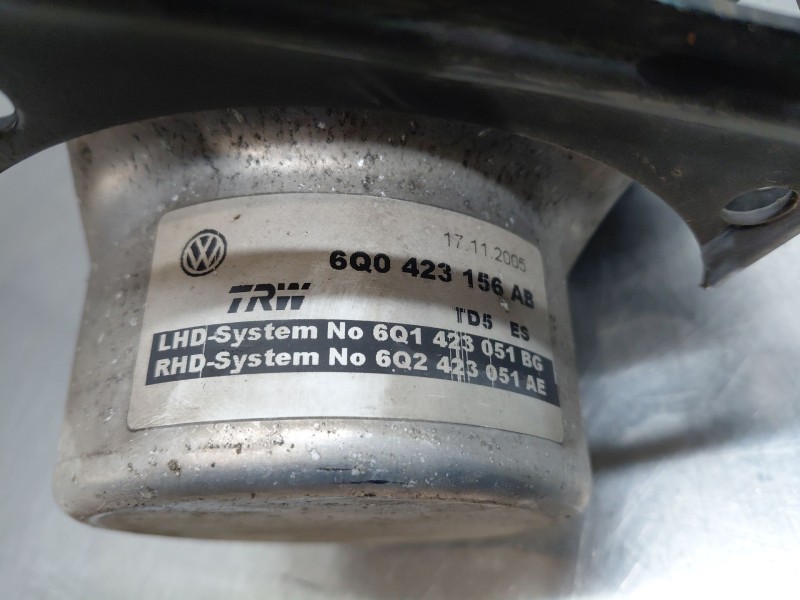 VW
17.11.2005
6Q0 423 156 AB
TRW
TD5 ES
LHD-System No 6Q1 423 051 BG
RHD-System No 6Q2 423 051 AE